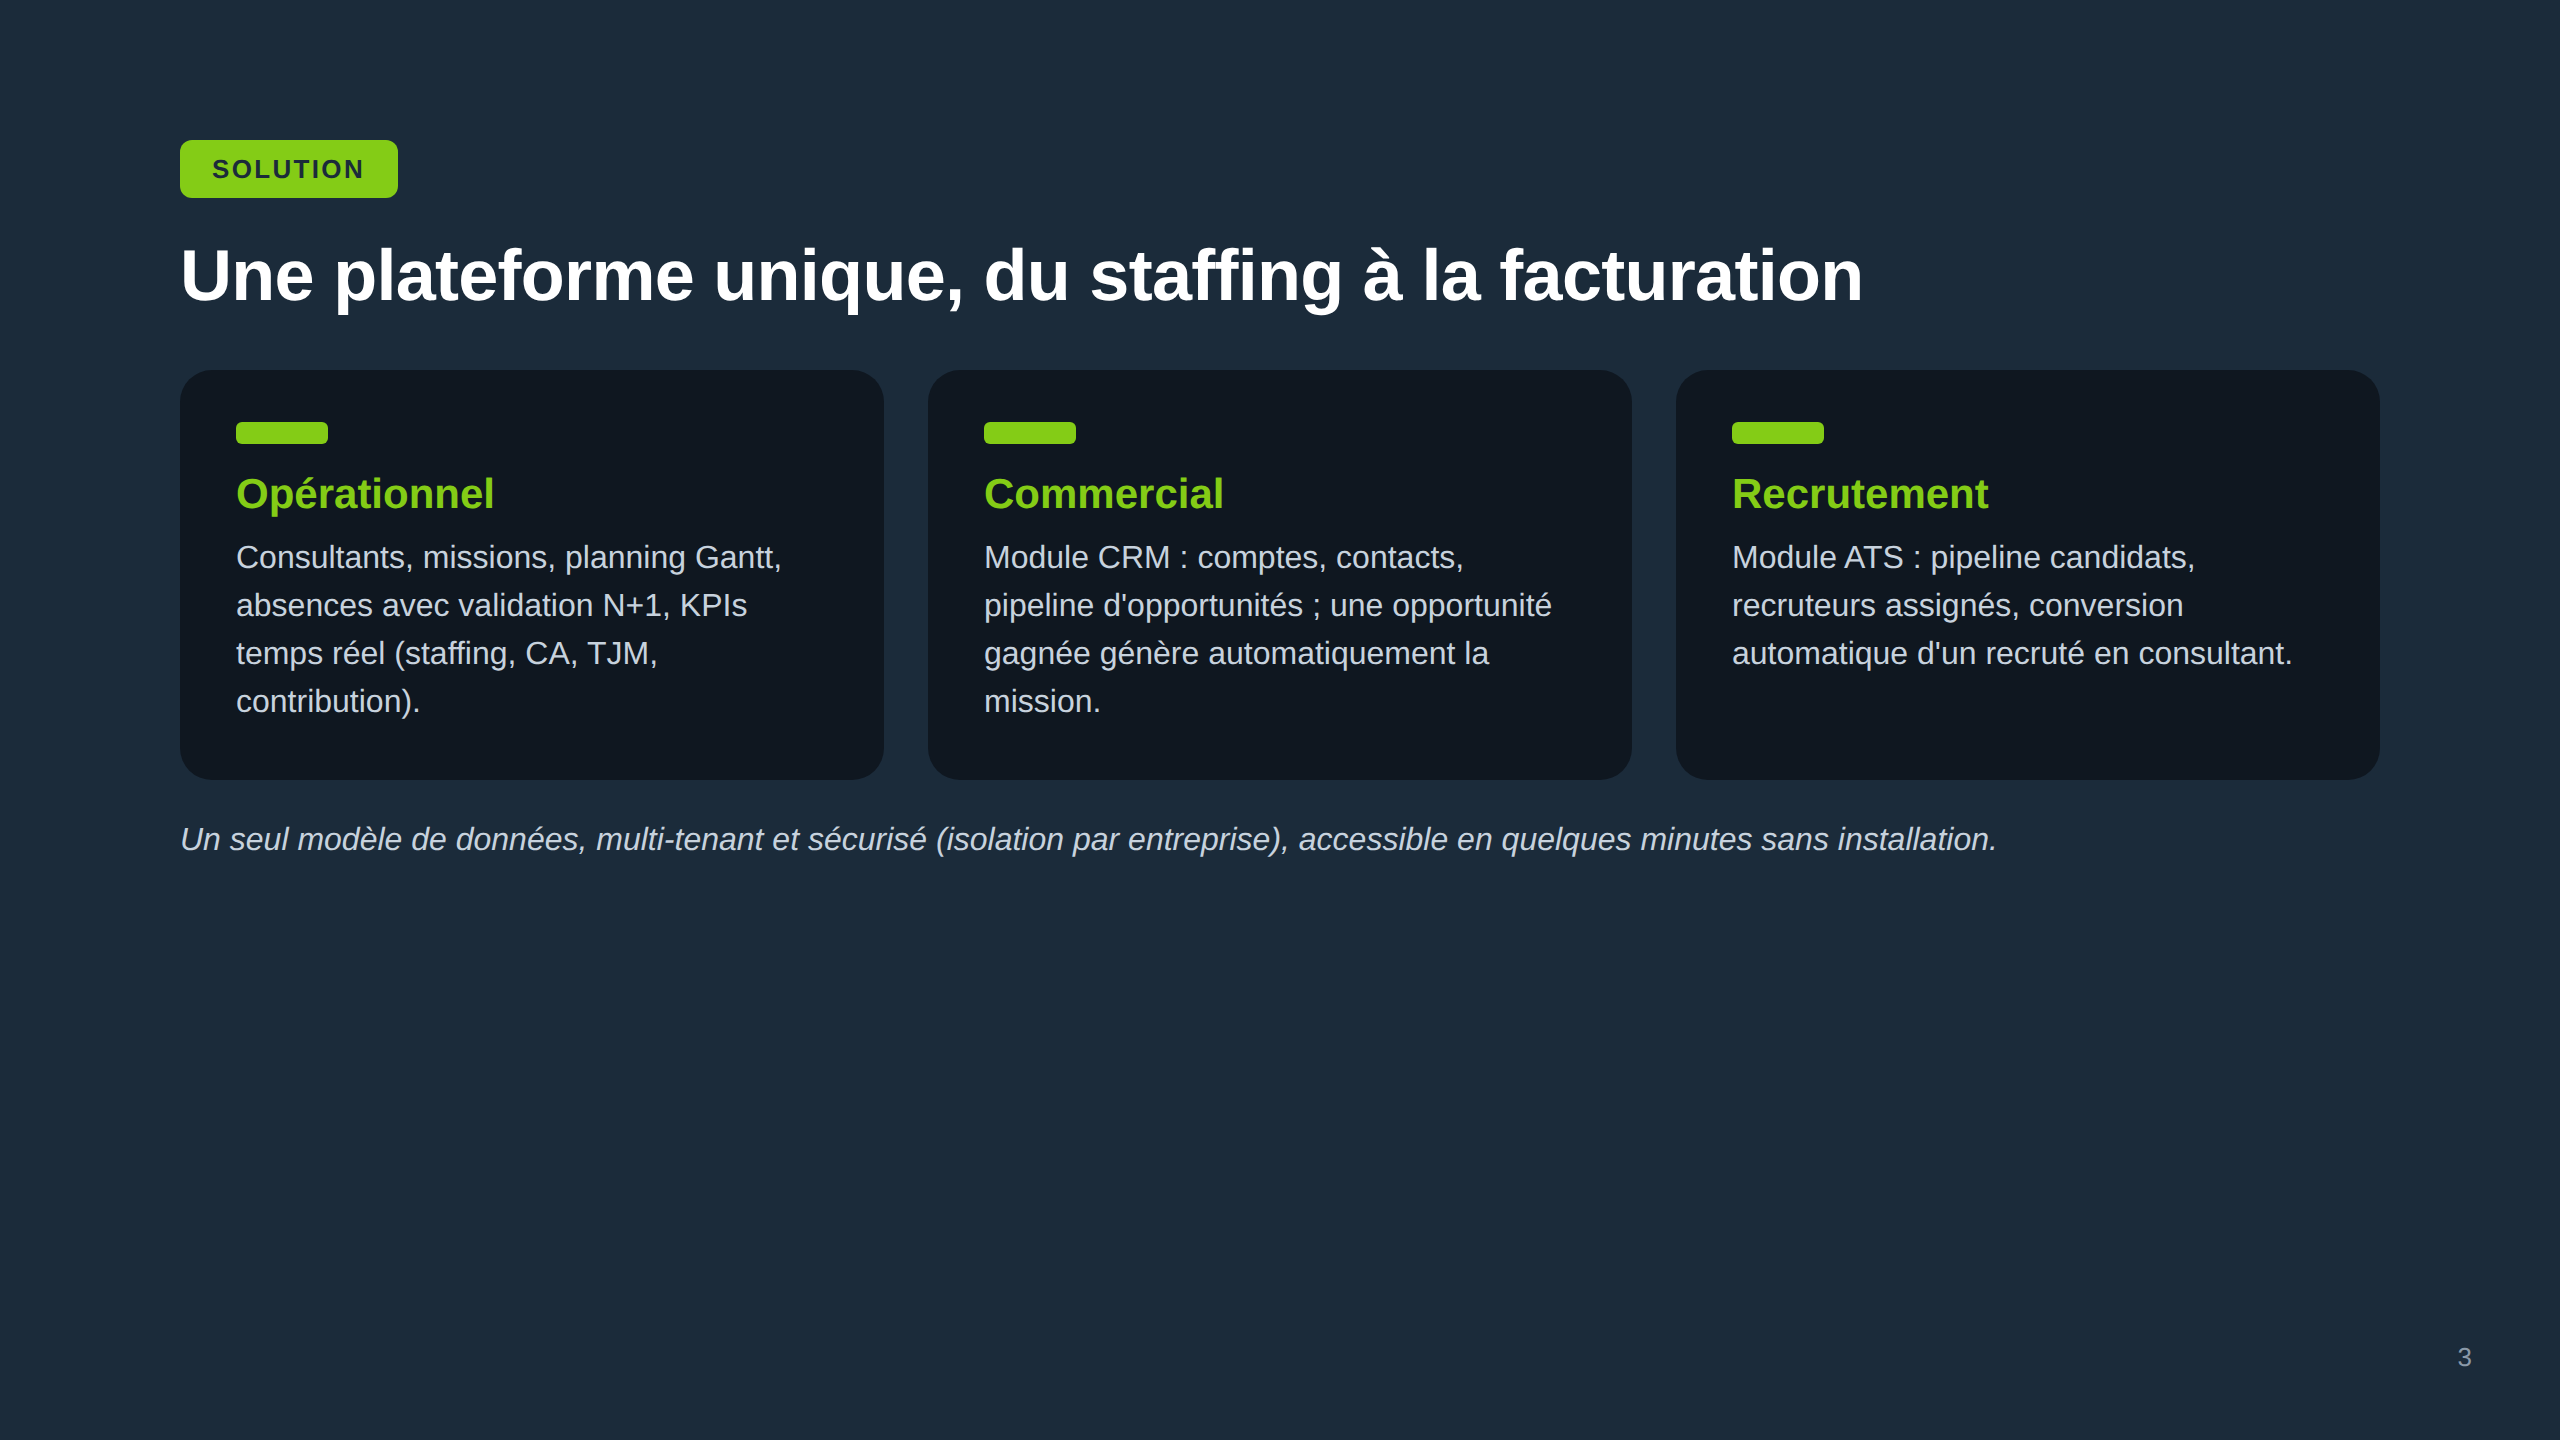 SOLUTION
Une plateforme unique, du staffing à la facturation
Opérationnel
Consultants, missions, planning Gantt,
absences avec validation N+1, KPIs
temps réel (staffing, CA, TJM,
contribution).
Commercial
Module CRM : comptes, contacts,
pipeline d'opportunités ; une opportunité
gagnée génère automatiquement la
mission.
Recrutement
Module ATS : pipeline candidats,
recruteurs assignés, conversion
automatique d'un recruté en consultant.
Un seul modèle de données, multi-tenant et sécurisé (isolation par entreprise), accessible en quelques minutes sans installation.
3